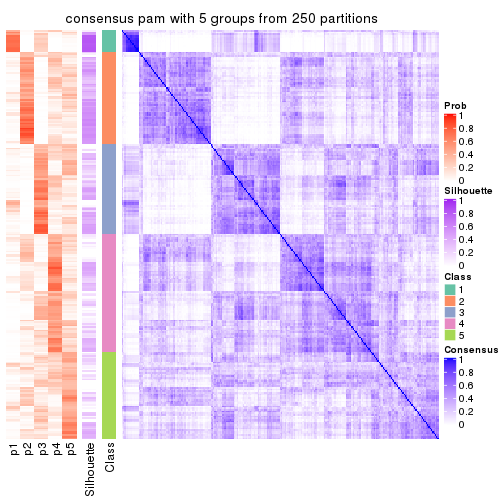 consensus pam with 5 groups from 250 partitions
Prob
1
0.8
0.6
0.4
0.2
0
Silhouette
1
0.8
0.6
0.4
0.2
0
Class
1
2
3
4
5
Consensus
1
0.8
0.6
0.4
0.2
0
p1
p2
p3
p4
p5
Silhouette
Class